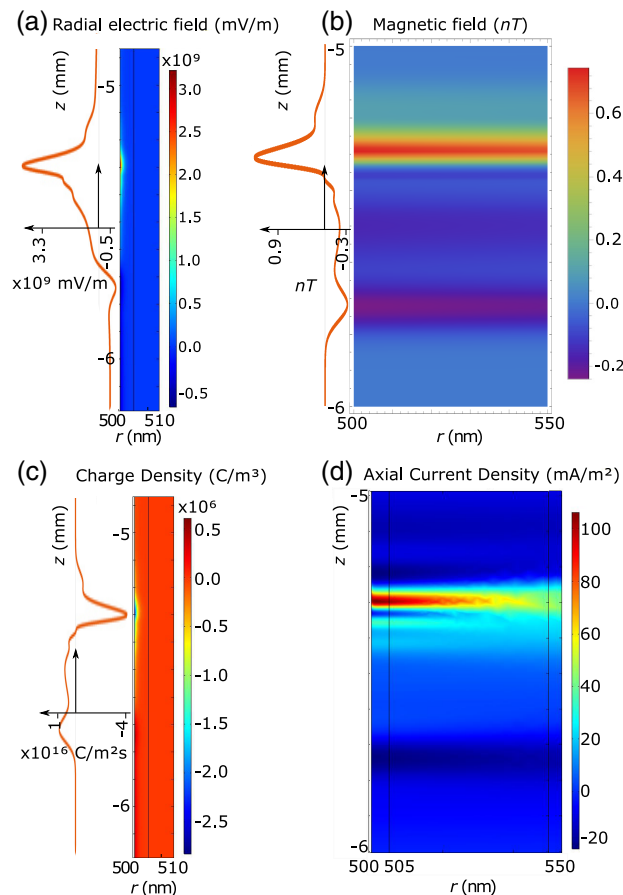 (a)
Radial electric field (mV/m)
z (mm)
-5
-6
3.3
-0.5
x10⁹ mV/m
x10⁹
3.0
2.5
2.0
1.5
1.0
0.5
0.0
-0.5
500 510
r (nm)
(b)
Magnetic field (nT)
z (mm)
-5
-6
0.9
-0.3
nT
0.6
0.4
0.2
0.0
-0.2
500
550
r (nm)
(c)
Charge Density (C/m³)
z (mm)
-5
-6
1
-4
x10¹⁶ C/m²s
x10⁶
0.5
0.0
-0.5
-1.0
-1.5
-2.0
-2.5
500 510
r (nm)
(d)
Axial Current Density (mA/m²)
z (mm)
-5
-6
100
80
60
40
20
0
-20
500 505
550
r (nm)